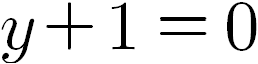 y + 1 = 0